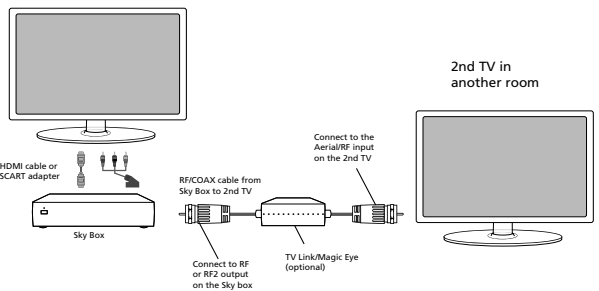 2nd TV in
another room
Connect to the
Aerial/RF input
on the 2nd TV
HDMI cable or
SCART adapter
RF/COAX cable from
Sky Box to 2nd TV
Sky Box
Connect to RF
or RF2 output
on the Sky box
TV Link/Magic Eye
(optional)